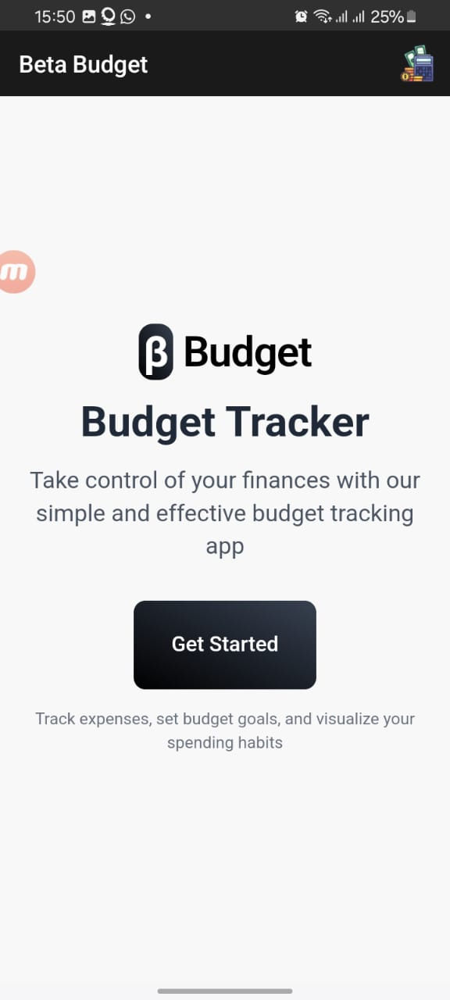 15:50 25%
Beta Budget
m
β Budget
Budget Tracker
Take control of your finances with our
simple and effective budget tracking
app
Get Started
Track expenses, set budget goals, and visualize your
spending habits